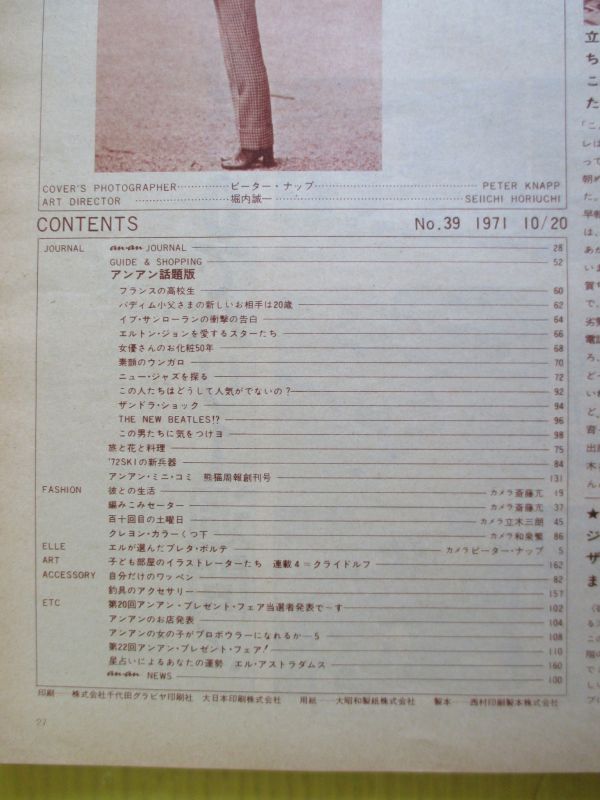 COVER'S PHOTOGRAPHER ピーター・ナップ PETER KNAPP
ART DIRECTOR 堀内誠一 SEIICHI HORIUCHI
CONTENTS No.39 1971 10/20
JOURNAL anan JOURNAL 28
GUIDE & SHOPPING 52
アンアン話題版
フランスの高校生 60
バディム小父さまの新しいお相手は20歳 62
イブ・サンローランの衝撃の告白 64
エルトン・ジョンを愛するスターたち 66
女優さんのお化粧50年 68
素顔のウンガロ 70
ニュー・ジャズを探る 72
この人たちはどうして人気がでないの? 92
ザンドラ・ショック 94
THE NEW BEATLES!? 96
この男たちに気をつけヨ 98
旅と花と料理 75
'72SKIの新兵器 84
アンアン・ミニ・コミ 熊猫周報創刊号 131
FASHION 彼との生活 カメラ斎藤亢 19
編みこみセーター カメラ斎藤亢 37
百十回目の土曜日 カメラ立木三朗 45
クレヨン・カラーくつ下 カメラ和泉繁 86
ELLE エルが選んだプレタ・ポルテ カメラピーター・ナップ 5
ART 子ども部屋のイラストレーターたち 連載4=クライドルフ 162
ACCESSORY 自分だけのワッペン 82
釣具のアクセサリー 157
ETC 第20回アンアン・プレゼント・フェア当選者発表で〜す 102
アンアンのお店発表 104
アンアンの女の子がプロボウラーになれるか―5 108
第22回アンアン・プレゼント・フェア! 110
星占いによるあなたの運勢 エル・アストラダムス 160
anan NEWS 100
印刷 株式会社千代田グラビヤ印刷社 大日本印刷株式会社 用紙 大昭和製紙株式会社 製本 西村印刷製本株式会社
27
立
ち
こ
た